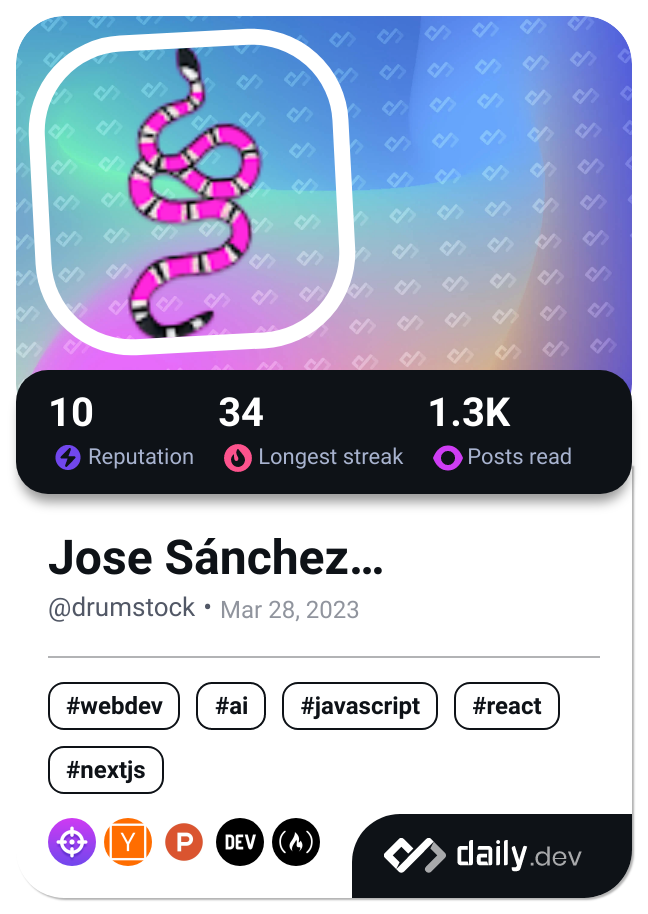 10 34 1.3K
Reputation Longest streak Posts read
Jose Sánchez…
@drumstock • Mar 28, 2023
#webdev #ai #javascript #react
#nextjs
Y P DEV
daily.dev